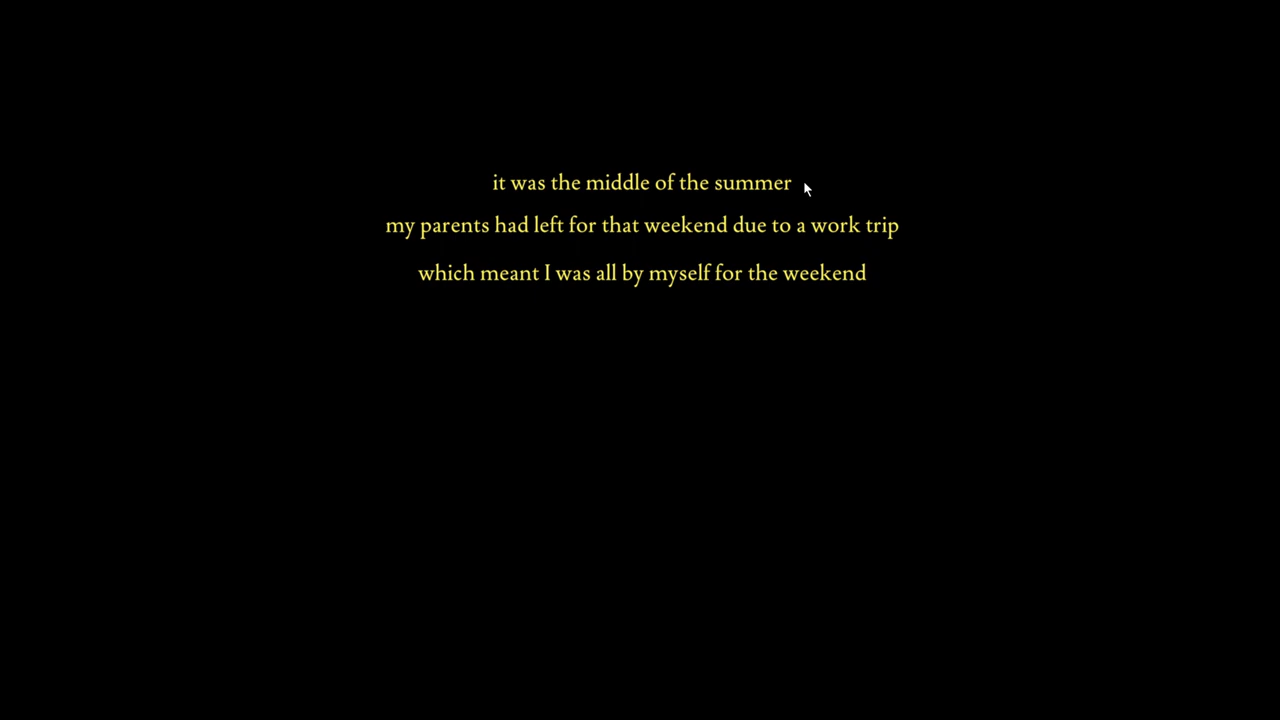 it was the middle of the summer
my parents had left for that weekend due to a work trip
which meant I was all by myself for the weekend